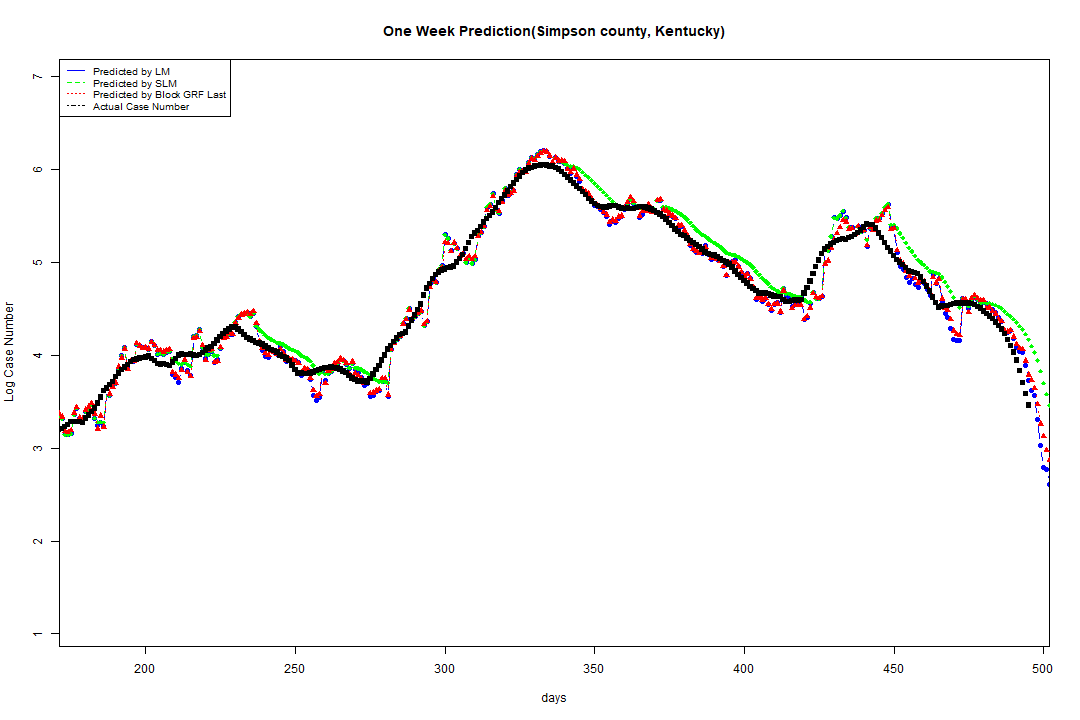 One Week Prediction(Simpson county, Kentucky)
Predicted by LM
Predicted by SLM
Predicted by Block GRF Last
Actual Case Number
7
6
5
4
3
2
1
Log Case Number
200 250 300 350 400 450 500
days